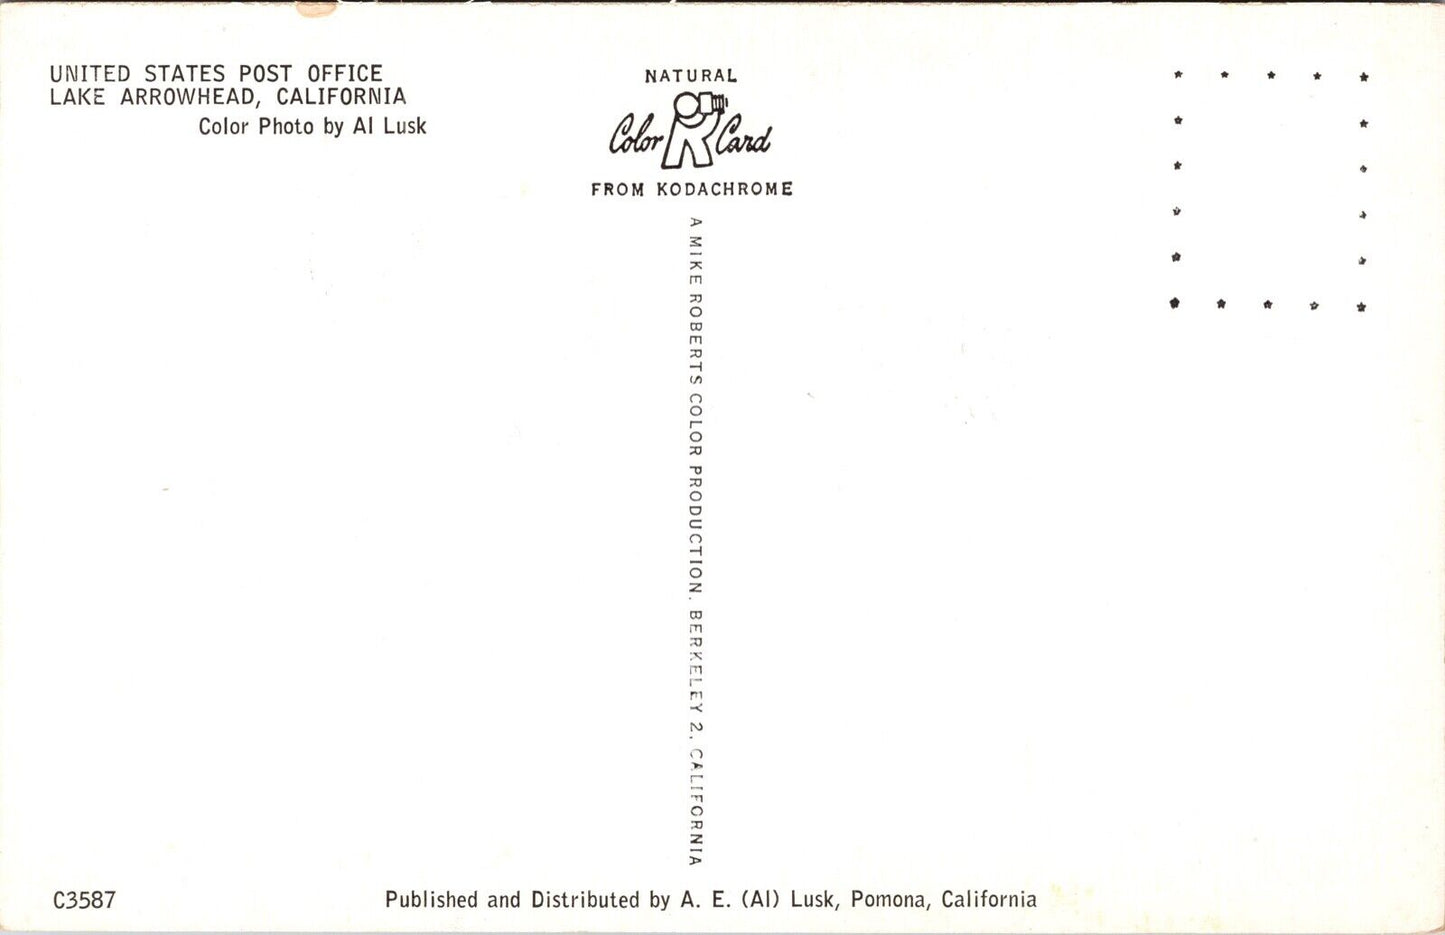 UNITED STATES POST OFFICE
LAKE ARROWHEAD, CALIFORNIA
Color Photo by Al Lusk
NATURAL
Color Card
FROM KODACHROME
A MIKE ROBERTS COLOR PRODUCTION, BERKELEY 2, CALIFORNIA
C3587
Published and Distributed by A. E. (Al) Lusk, Pomona, California